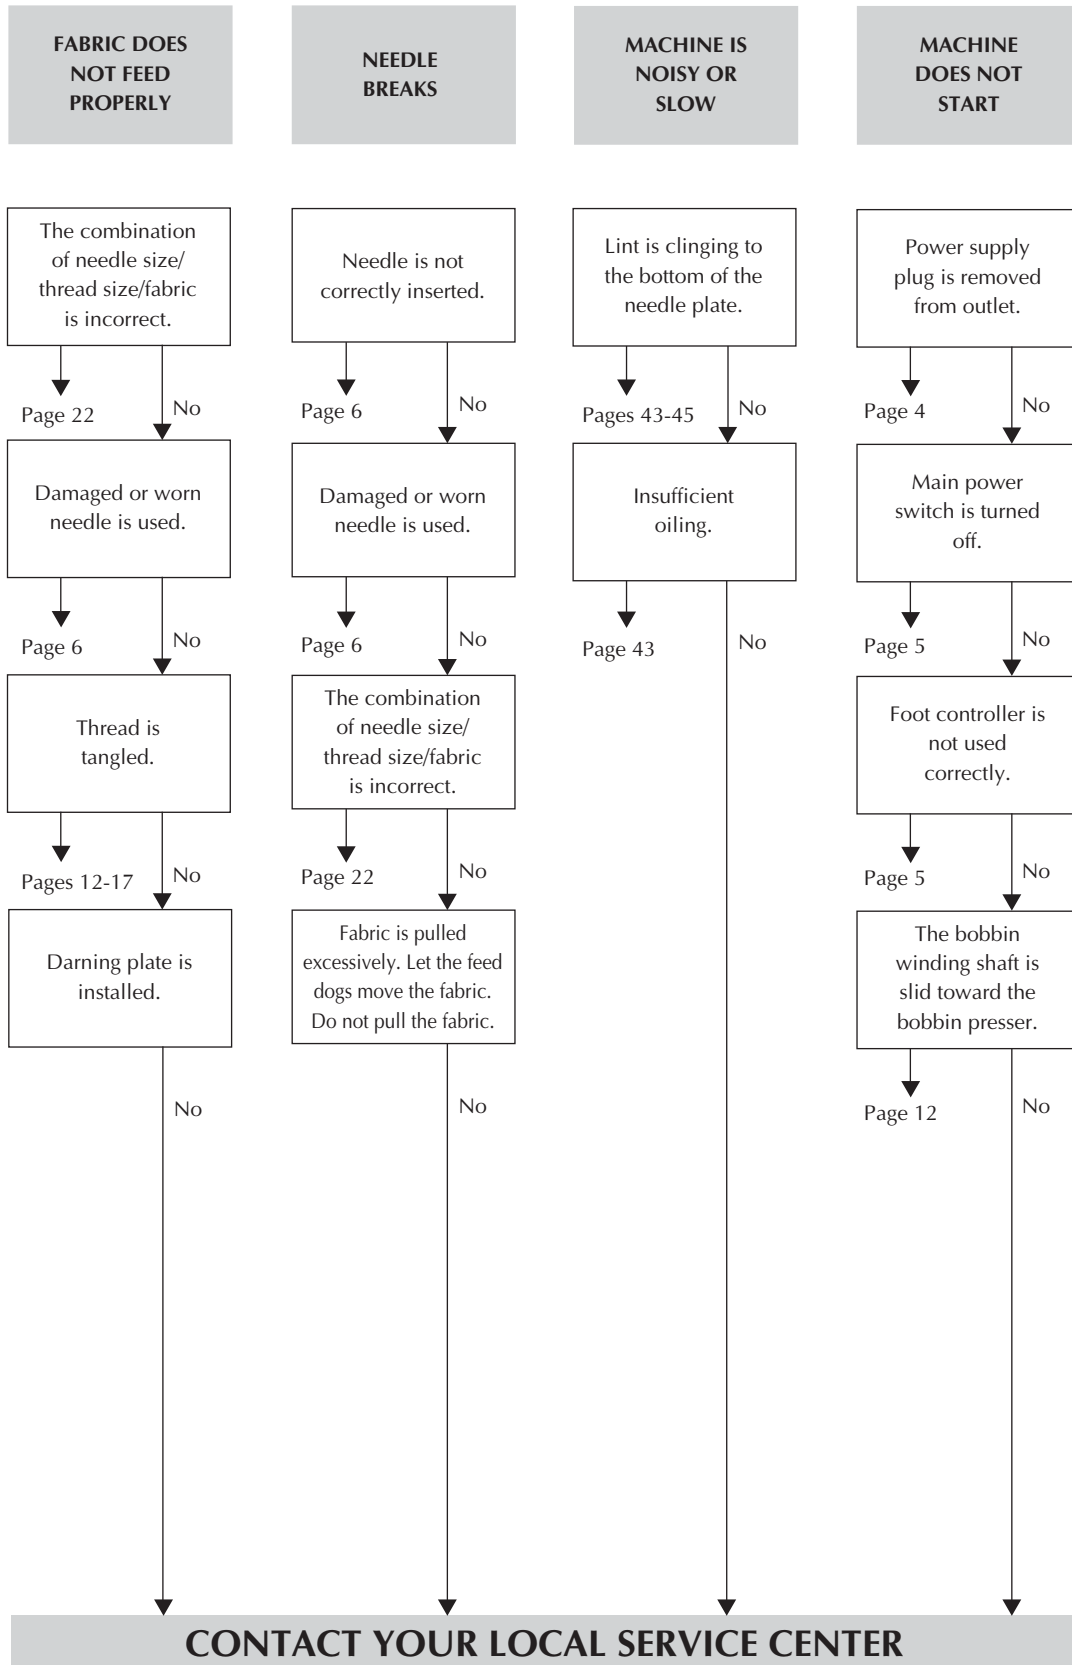 FABRIC DOES
NOT FEED
PROPERLY
The combination
of needle size/
thread size/fabric
is incorrect.
Page 22
No
Damaged or worn
needle is used.
Page 6
No
Thread is
tangled.
Pages 12-17
No
Darning plate is
installed.
No
NEEDLE
BREAKS
Needle is not
correctly inserted.
Page 6
No
Damaged or worn
needle is used.
Page 6
No
The combination
of needle size/
thread size/fabric
is incorrect.
Page 22
No
Fabric is pulled
excessively. Let the feed
dogs move the fabric.
Do not pull the fabric.
No
MACHINE IS
NOISY OR
SLOW
Lint is clinging to
the bottom of the
needle plate.
Pages 43-45
No
Insufficient
oiling.
Page 43
No
MACHINE
DOES NOT
START
Power supply
plug is removed
from outlet.
Page 4
No
Main power
switch is turned
off.
Page 5
No
Foot controller is
not used
correctly.
Page 5
No
The bobbin
winding shaft is
slid toward the
bobbin presser.
Page 12
No
CONTACT YOUR LOCAL SERVICE CENTER